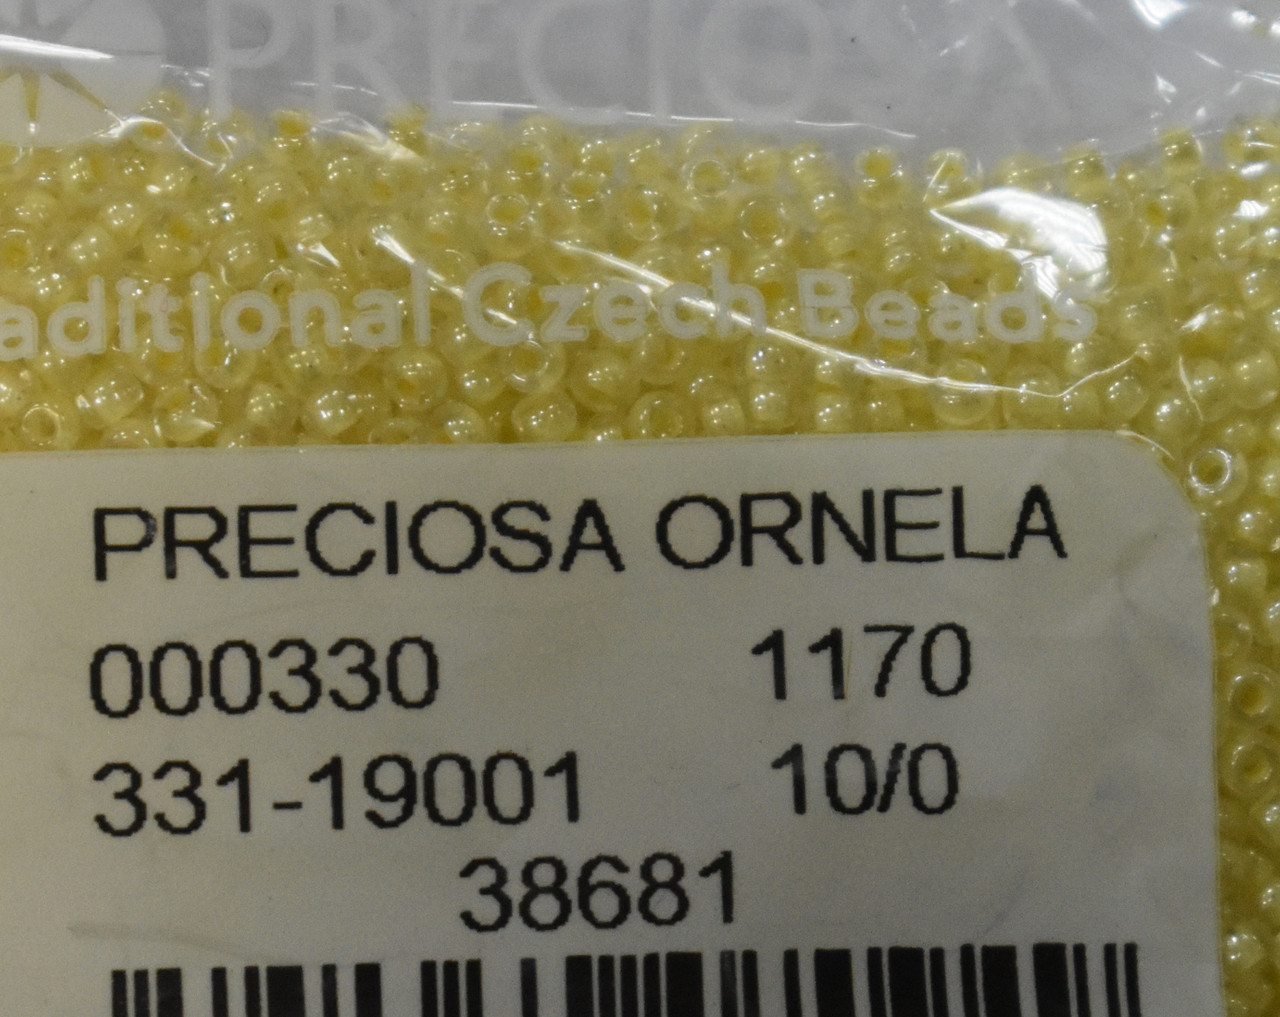 PRECIOSA
aditional Czech Beads
PRECIOSA ORNELA
000330 1170
331-19001 10/0
38681